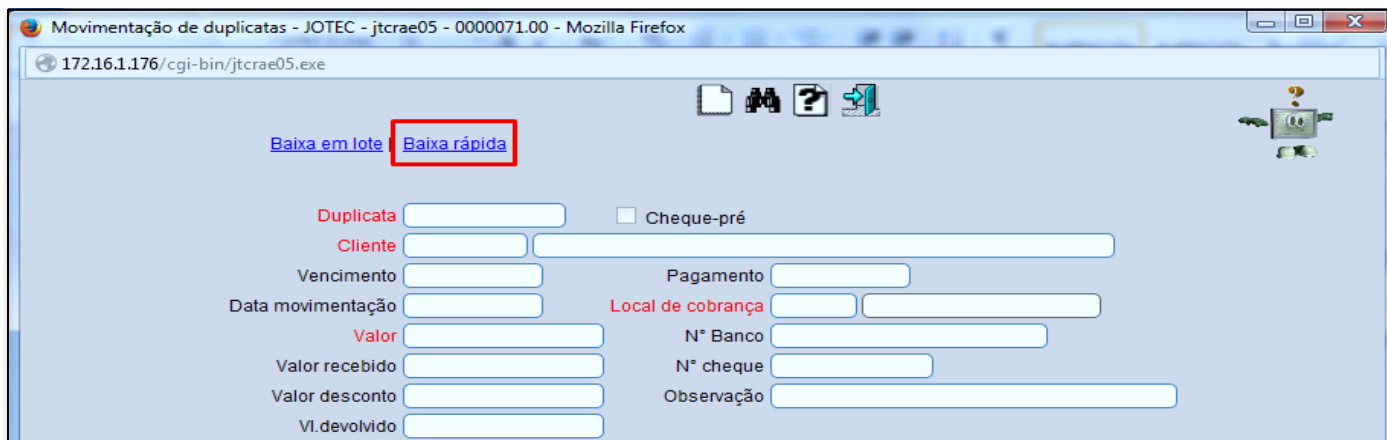 Movimentação de duplicatas - JOTEC - jtcrae05 - 0000071.00 - Mozilla Firefox
172.16.1.176/cgi-bin/jtcrae05.exe
Baixa em lote | Baixa rápida
Duplicata Cheque-pré
Cliente
Vencimento Pagamento
Data movimentação Local de cobrança
Valor N° Banco
Valor recebido N° cheque
Valor desconto Observação
Vl.devolvido